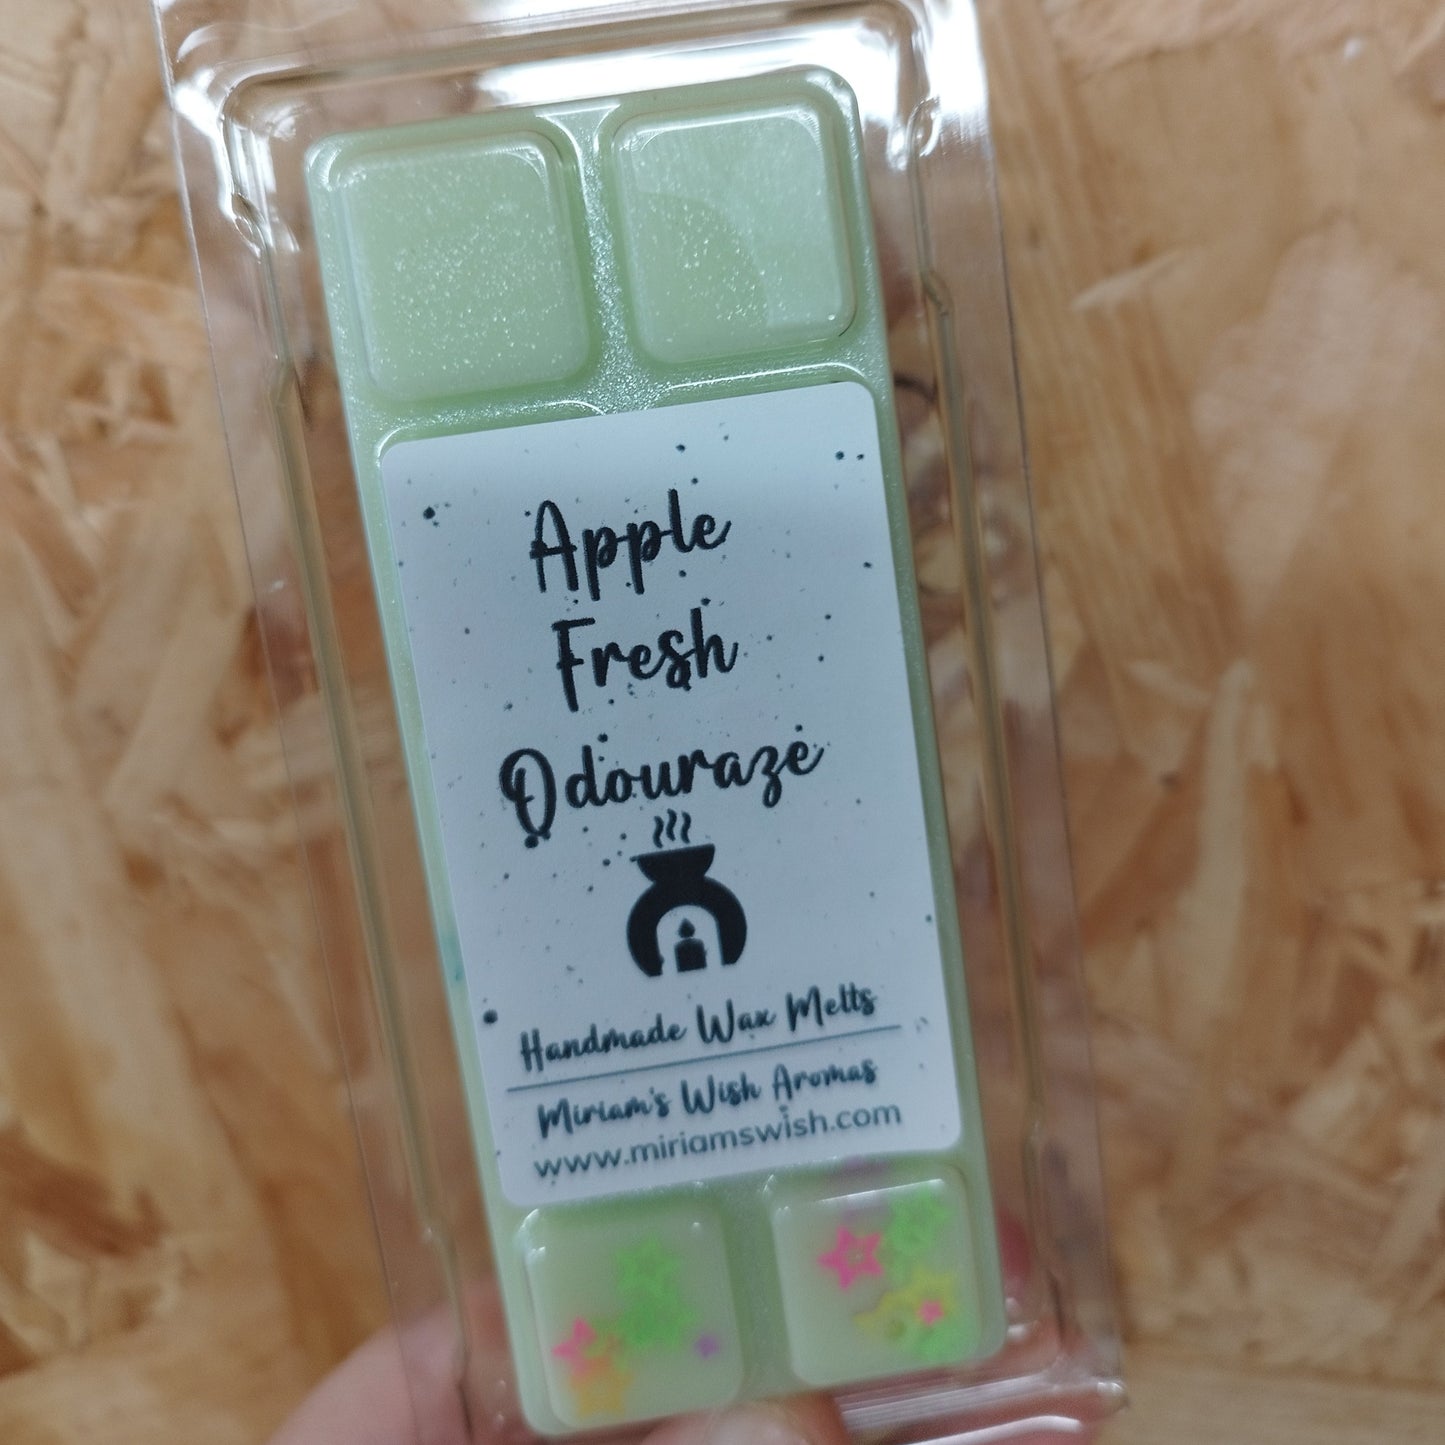 Apple
Fresh
Odouraze
Handmade Wax Melts
Miriam's Wish Aromas
www.miriamswish.com